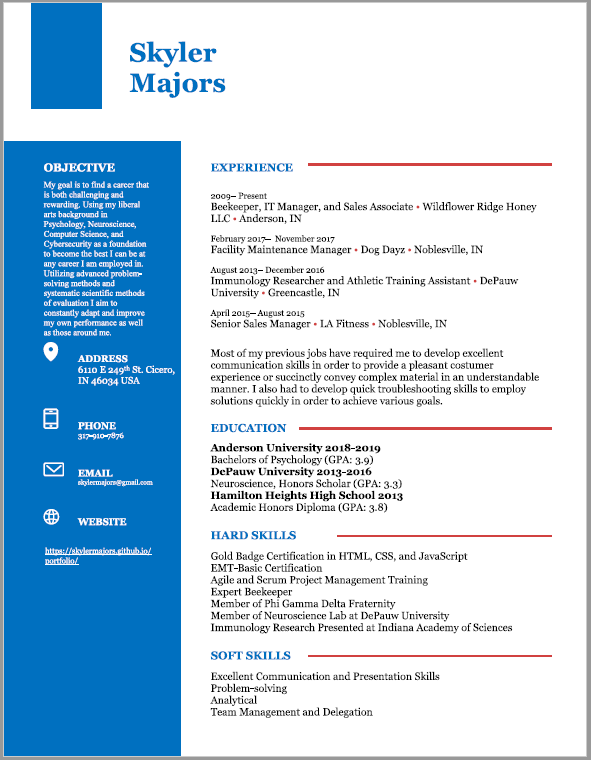 Skyler
Majors
OBJECTIVE
My goal is to find a career that
is both challenging and
rewarding. Using my liberal
arts background in
Psychology, Neuroscience,
Computer Science, and
Cybersecurity as a foundation
to become the best I can be at
any career I am employed in.
Utilizing advanced problem-
solving methods and
systematic scientific methods
of evaluation I aim to
constantly adapt and improve
my own performance as well
as those around me.
ADDRESS
6110 E 249th St. Cicero,
IN 46034 USA
PHONE
317-910-7876
EMAIL
skylermajors@gmail.com
WEBSITE
https://skylermajors.github.io/
portfolio/
EXPERIENCE
2009– Present
Beekeeper, IT Manager, and Sales Associate • Wildflower Ridge Honey
LLC • Anderson, IN
February 2017– November 2017
Facility Maintenance Manager • Dog Dayz • Noblesville, IN
August 2013– December 2016
Immunology Researcher and Athletic Training Assistant • DePauw
University • Greencastle, IN
April 2015– August 2015
Senior Sales Manager • LA Fitness • Noblesville, IN
Most of my previous jobs have required me to develop excellent
communication skills in order to provide a pleasant costumer
experience or succinctly convey complex material in an understandable
manner. I also had to develop quick troubleshooting skills to employ
solutions quickly in order to achieve various goals.
EDUCATION
Anderson University 2018-2019
Bachelors of Psychology (GPA: 3.9)
DePauw University 2013-2016
Neuroscience, Honors Scholar (GPA: 3.3)
Hamilton Heights High School 2013
Academic Honors Diploma (GPA: 3.8)
HARD SKILLS
Gold Badge Certification in HTML, CSS, and JavaScript
EMT-Basic Certification
Agile and Scrum Project Management Training
Expert Beekeeper
Member of Phi Gamma Delta Fraternity
Member of Neuroscience Lab at DePauw University
Immunology Research Presented at Indiana Academy of Sciences
SOFT SKILLS
Excellent Communication and Presentation Skills
Problem-solving
Analytical
Team Management and Delegation